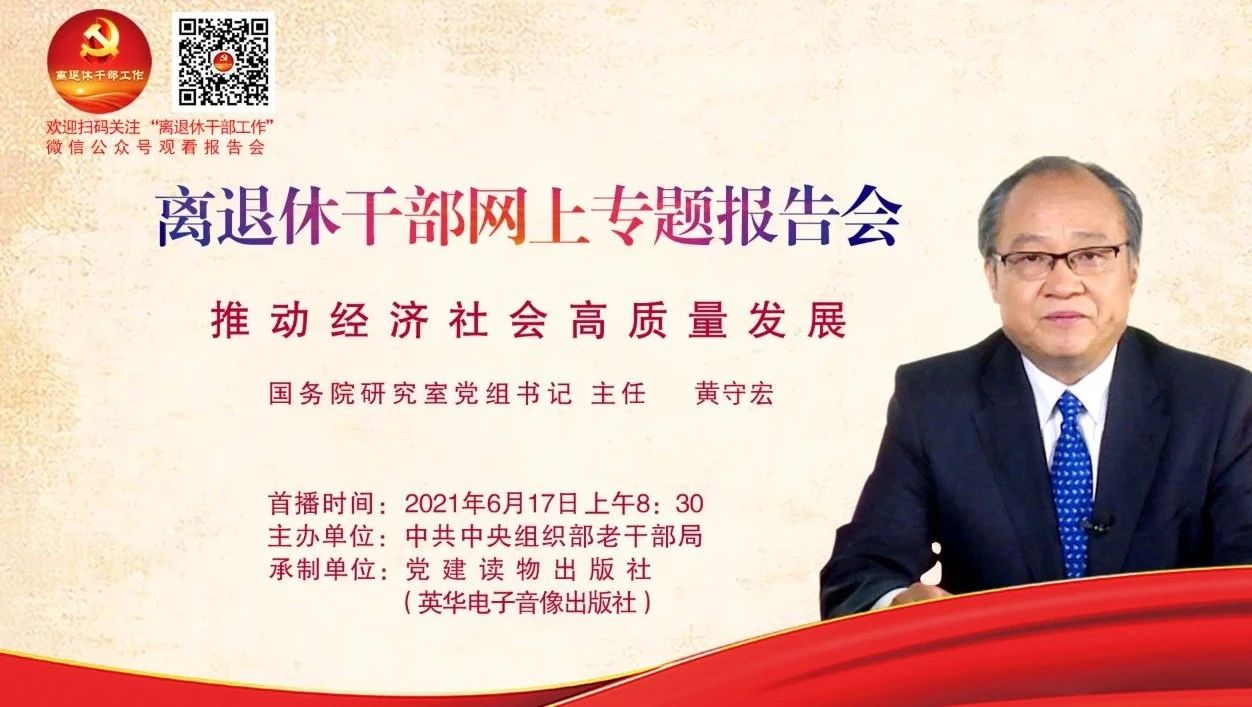 离退休干部工作
欢迎扫码关注“离退休干部工作”
微信公众号观看报告会
离退休干部网上专题报告会
推动经济社会高质量发展
国务院研究室党组书记 主任 黄守宏
首播时间：2021年6月17日上午8：30
主办单位：中共中央组织部老干部局
承制单位：党建读物出版社
（英华电子音像出版社）